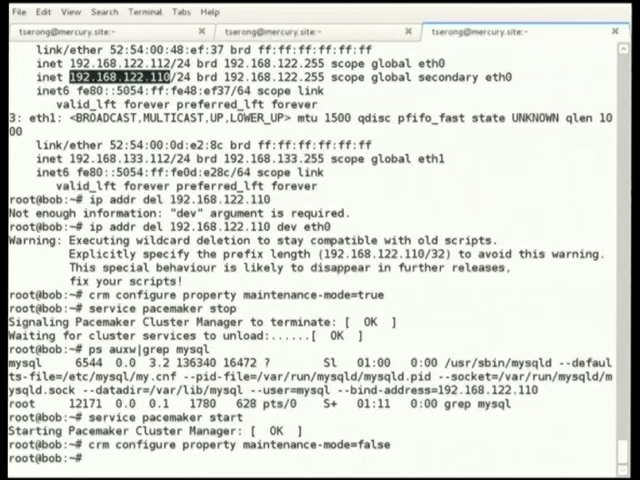 File Edit View Search Terminal Tabs Help
tserong@mercury.site:~ tserong@mercury.site:~ tserong@mercury.site:~
link/ether 52:54:00:48:ef:37 brd ff:ff:ff:ff:ff:ff
inet 192.168.122.112/24 brd 192.168.122.255 scope global eth0
inet 192.168.122.110/24 brd 192.168.122.255 scope global secondary eth0
inet6 fe80::5054:ff:fe48:ef37/64 scope link
valid_lft forever preferred_lft forever
3: eth1: <BROADCAST,MULTICAST,UP,LOWER_UP> mtu 1500 qdisc pfifo_fast state UNKNOWN qlen 10
00
link/ether 52:54:00:0d:e2:8c brd ff:ff:ff:ff:ff:ff
inet 192.168.133.112/24 brd 192.168.133.255 scope global eth1
inet6 fe80::5054:ff:fe0d:e28c/64 scope link
valid_lft forever preferred_lft forever
root@bob:~# ip addr del 192.168.122.110
Not enough information: "dev" argument is required.
root@bob:~# ip addr del 192.168.122.110 dev eth0
Warning: Executing wildcard deletion to stay compatible with old scripts.
Explicitly specify the prefix length (192.168.122.110/32) to avoid this warning.
This special behaviour is likely to disappear in further releases,
fix your scripts!
root@bob:~# crm configure property maintenance-mode=true
root@bob:~# service pacemaker stop
Signaling Pacemaker Cluster Manager to terminate: [ OK ]
Waiting for cluster services to unload:......[ OK ]
root@bob:~# ps auxw|grep mysql
mysql 6544 0.0 3.2 136340 16472 ? Sl 01:00 0:00 /usr/sbin/mysqld --defaul
ts-file=/etc/mysql/my.cnf --pid-file=/var/run/mysqld/mysqld.pid --socket=/var/run/mysqld/m
ysqld.sock --datadir=/var/lib/mysql --user=mysql --bind-address=192.168.122.110
root 12171 0.0 0.1 1780 628 pts/0 S+ 01:11 0:00 grep mysql
root@bob:~# service pacemaker start
Starting Pacemaker Cluster Manager: [ OK ]
root@bob:~# crm configure property maintenance-mode=false
root@bob:~#